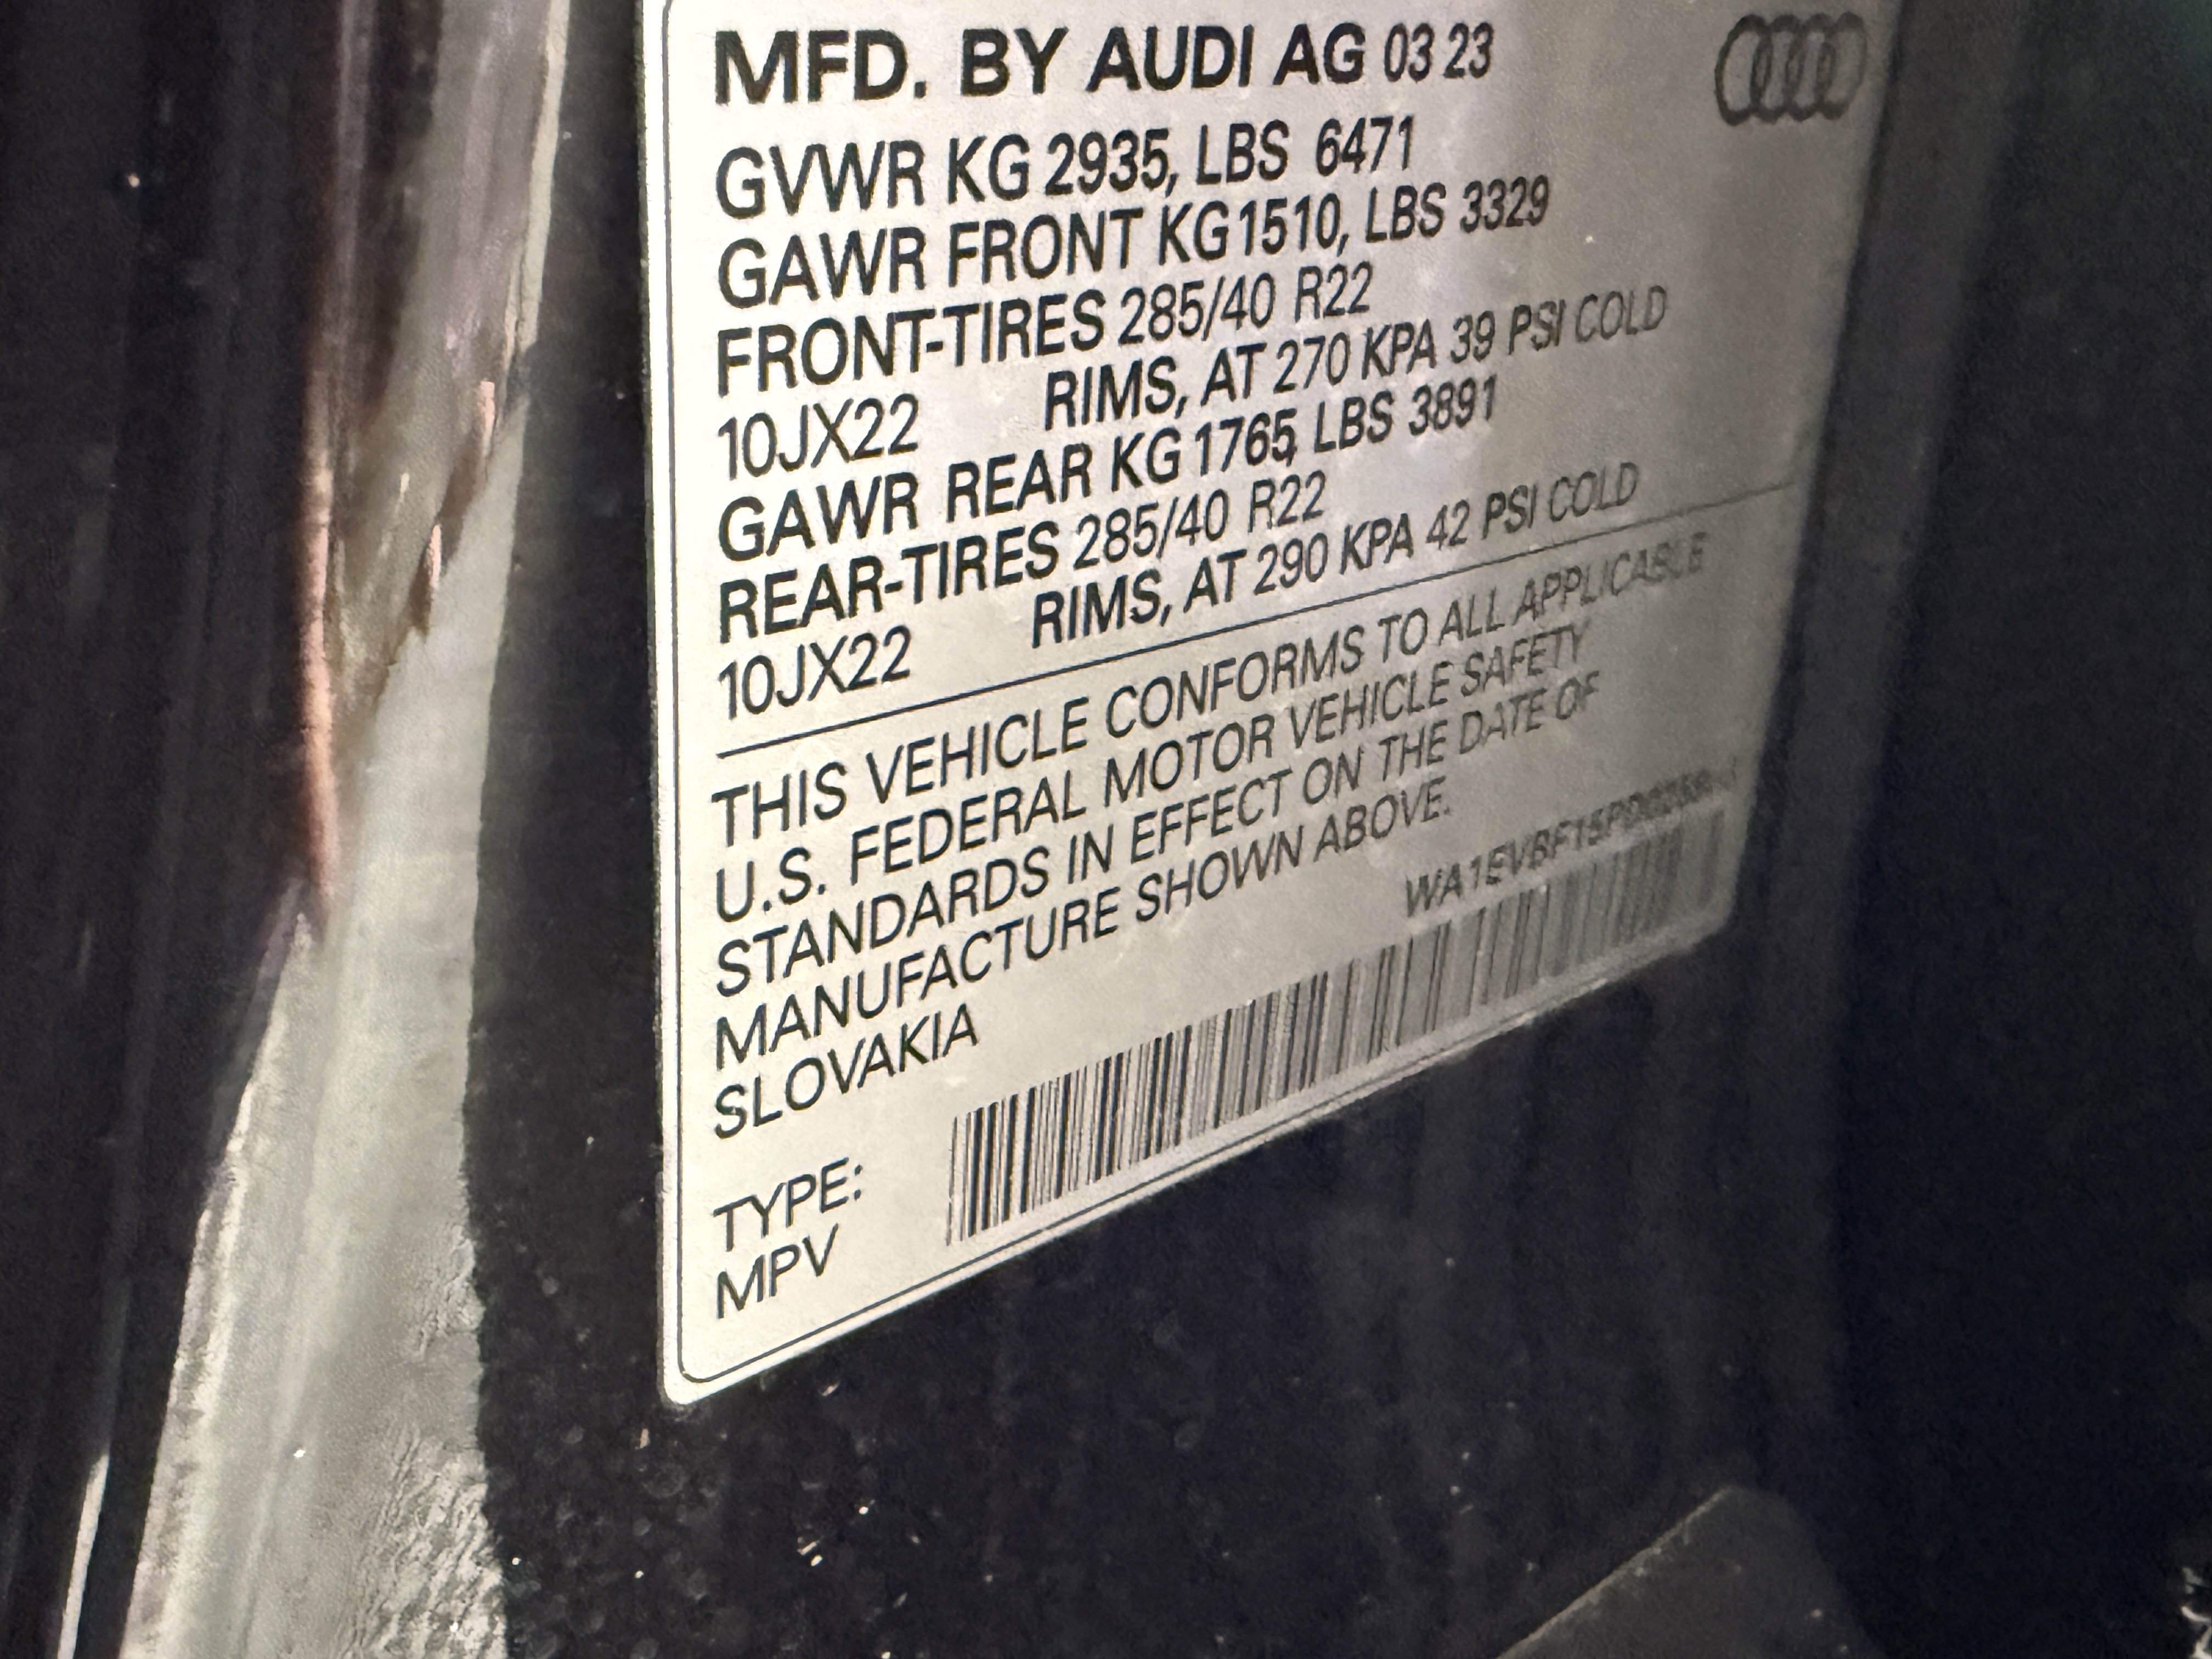 MFD. BY AUDI AG 03 23
GVWR KG 2935, LBS 6471
GAWR FRONT KG 1510, LBS 3329
FRONT-TIRES 285/40 R22
10JX22 RIMS, AT 270 KPA 39 PSI COLD
GAWR REAR KG 1765, LBS 3891
REAR-TIRES 285/40 R22
10JX22 RIMS, AT 290 KPA 42 PSI COLD
THIS VEHICLE CONFORMS TO ALL APPLICABLE
U.S. FEDERAL MOTOR VEHICLE SAFETY
STANDARDS IN EFFECT ON THE DATE OF
MANUFACTURE SHOWN ABOVE.
SLOVAKIA
TYPE:
MPV